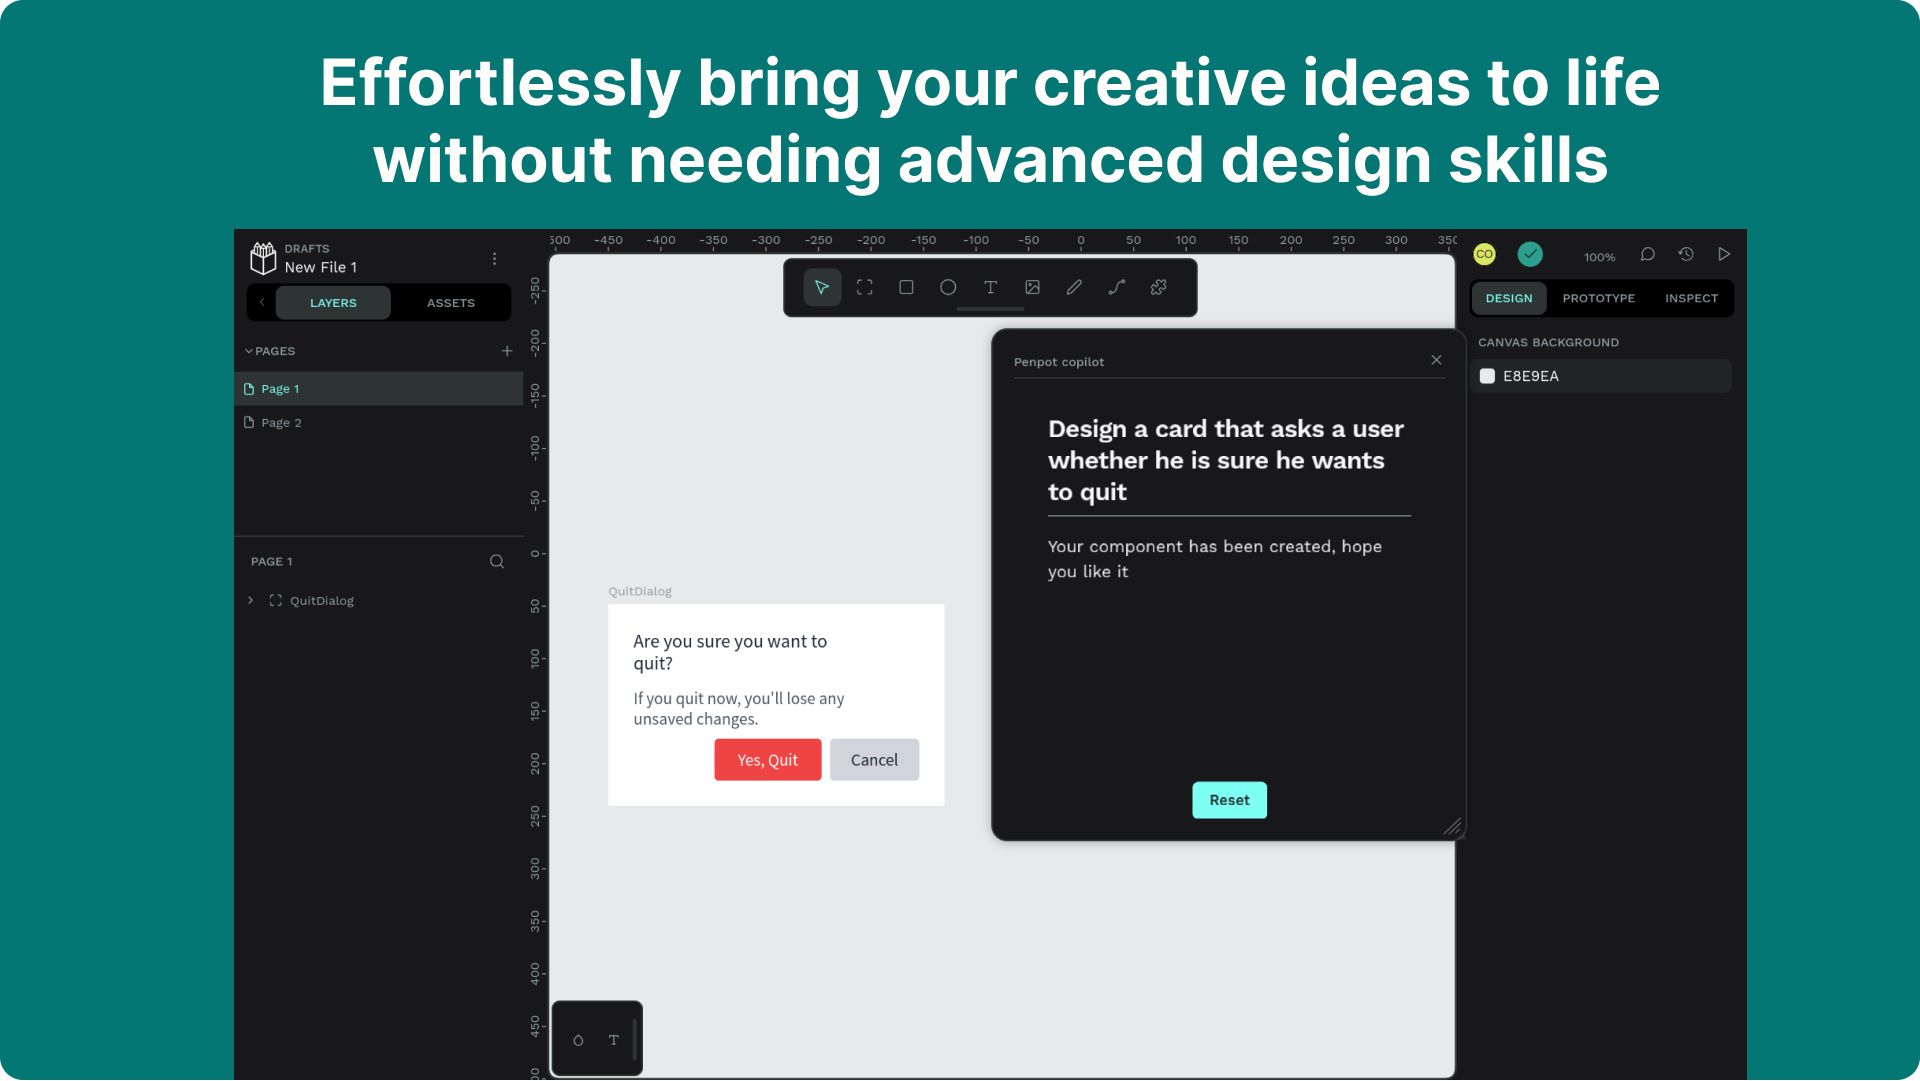 Effortlessly bring your creative ideas to life
without needing advanced design skills
DRAFTS
New File 1
LAYERS
ASSETS
PAGES
Page 1
Page 2
PAGE 1
QuitDialog
-450 -400 -350 -300 -250 -200 -150 -100 -50 0 50 100 150 200 250 300
-250
-200
-150
-100
-50
0
50
100
150
200
250
300
350
400
450
T
QuitDialog
Are you sure you want to
quit?
If you quit now, you'll lose any
unsaved changes.
Yes, Quit
Cancel
Penpot copilot
Design a card that asks a user
whether he is sure he wants
to quit
Your component has been created, hope
you like it
Reset
T
CO
100%
DESIGN
PROTOTYPE
INSPECT
CANVAS BACKGROUND
E8E9EA